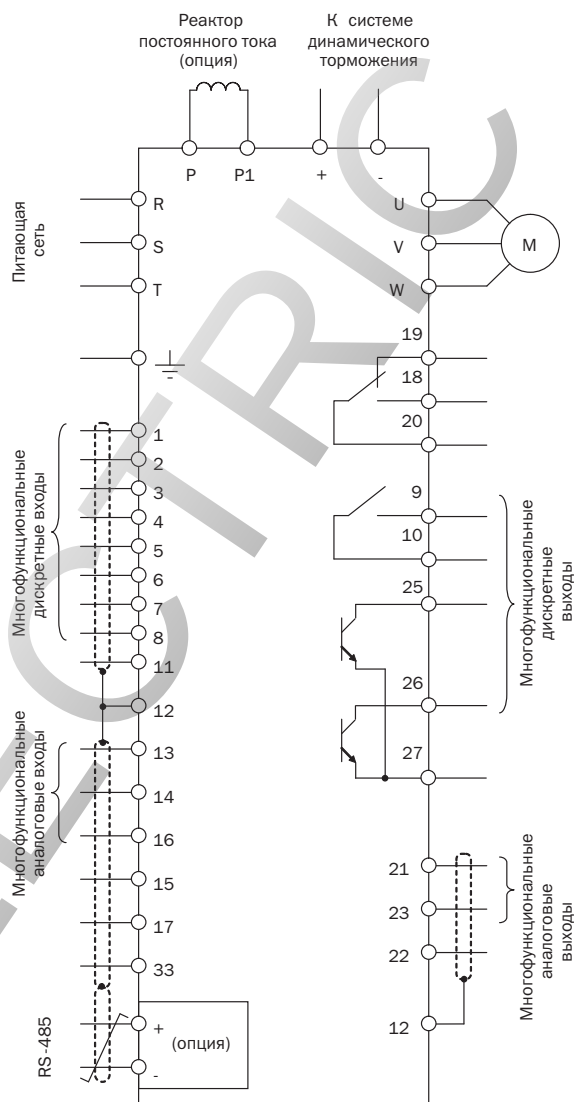 Реактор
постоянного тока
(опция)
К системе
динамического
торможения
P P1 + -
Питающая
сеть
R
S
T
U
V
W
M
19
18
20
Многофункциональные
дискретные входы
1
2
3
4
5
6
7
8
11
12
9
10
25
26
27
Многофункциональные
дискретные
выходы
Многофункциональные
аналоговые входы
13
14
16
15
17
33
21
23
22
12
Многофункциональные
аналоговые
выходы
RS-485
+
-
(опция)
ECTRIC